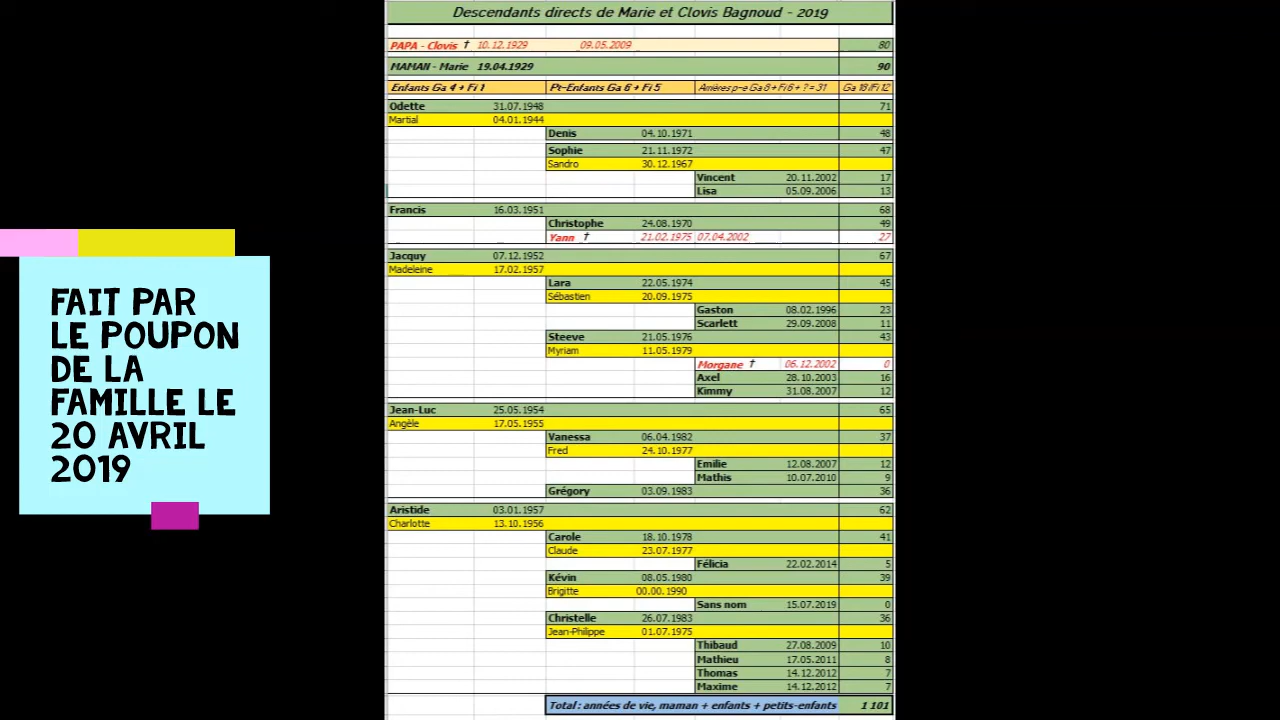 Descendants directs de Marie et Clovis Bagnoud - 2019
PAPA - Clovis † 10.12.1929 09.05.2009 80
MAMAN - Marie 19.04.1929 90
Enfants Ga 4 + Fi 1 Pt-Enfants Ga 6 + Fi 5 Arrières p-e Ga 8 + Fi 6 + ? = 31 Ga 18 /Fi 12
Odette 31.07.1948 71
Martial 04.01.1944
Denis 04.10.1971 48
Sophie 21.11.1972 47
Sandro 30.12.1967
Vincent 20.11.2002 17
Lisa 05.09.2006 13
Francis 16.03.1951 68
Christophe 24.08.1970 49
Yann † 21.02.1975 07.04.2002 27
Jacquy 07.12.1952 67
Madeleine 17.02.1957
Lara 22.05.1974 45
Sébastien 20.09.1975
Gaston 08.02.1996 23
Scarlett 29.09.2008 11
Steeve 21.05.1976 43
Myriam 11.05.1979
Morgane † 06.12.2002 0
Axel 28.10.2003 16
Kimmy 31.08.2007 12
Jean-Luc 25.05.1954 65
Angèle 17.05.1955
Vanessa 06.04.1982 37
Fred 24.10.1977
Emilie 12.08.2007 12
Mathis 10.07.2010 9
Grégory 03.09.1983 36
Aristide 03.01.1957 62
Charlotte 13.10.1956
Carole 18.10.1978 41
Claude 23.07.1977
Félicia 22.02.2014 5
Kévin 08.05.1980 39
Brigitte 00.00.1990
Sans nom 15.07.2019 0
Christelle 26.07.1983 36
Jean-Philippe 01.07.1975
Thibaud 27.08.2009 10
Mathieu 17.05.2011 8
Thomas 14.12.2012 7
Maxime 14.12.2012 7
Total : années de vie, maman + enfants + petits-enfants 1 101
FAIT PAR
LE POUPON
DE LA
FAMILLE LE
20 AVRIL
2019